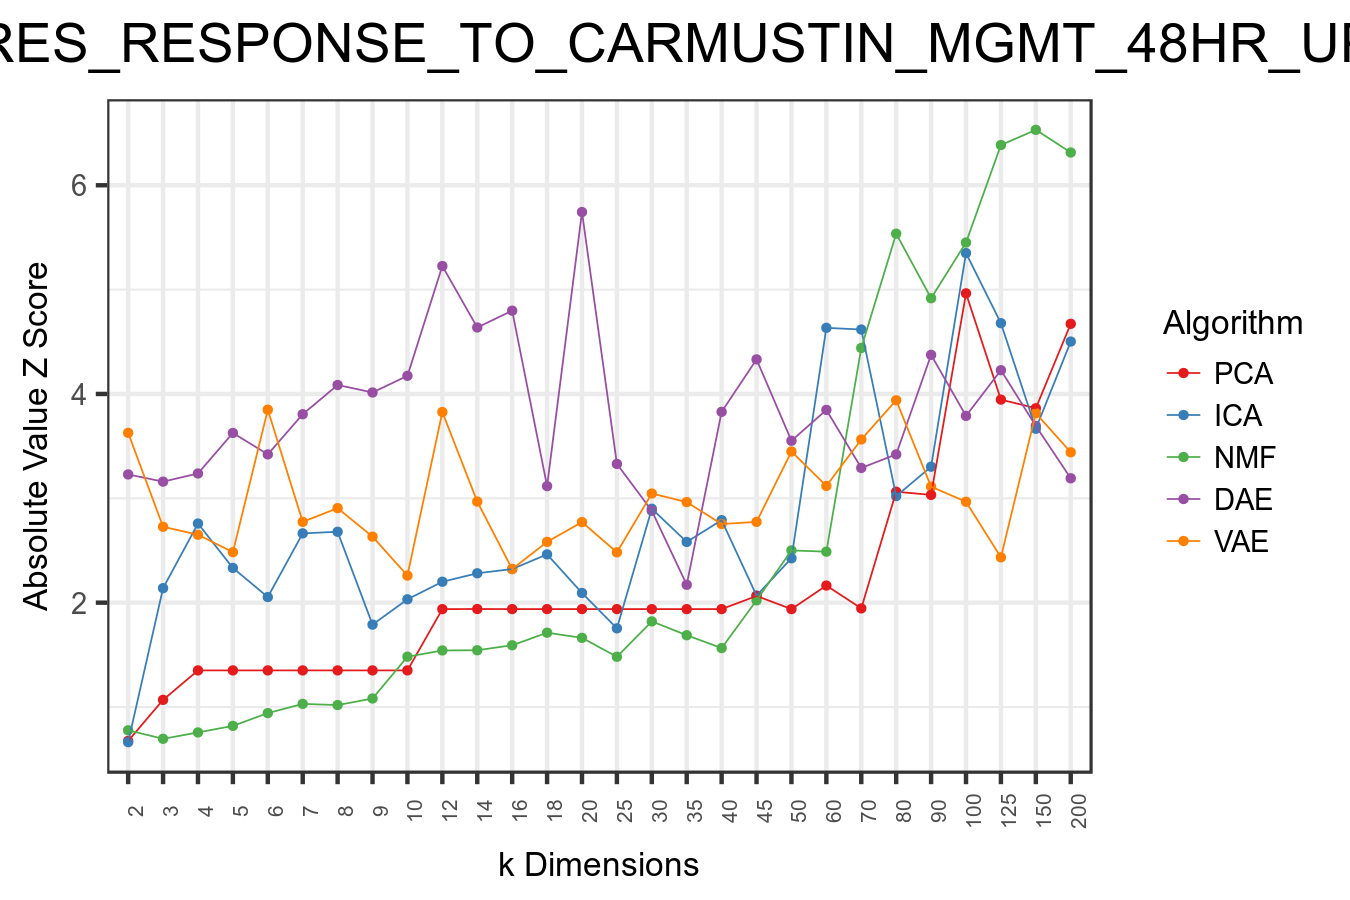 RES_RESPONSE_TO_CARMUSTIN_MGMT_48HR_U
Absolute Value Z Score
6
4
2
2 3 4 5 6 7 8 9 10 12 14 16 18 20 25 30 35 40 45 50 60 70 80 90 100 125 150 200
k Dimensions
Algorithm
PCA
ICA
NMF
DAE
VAE